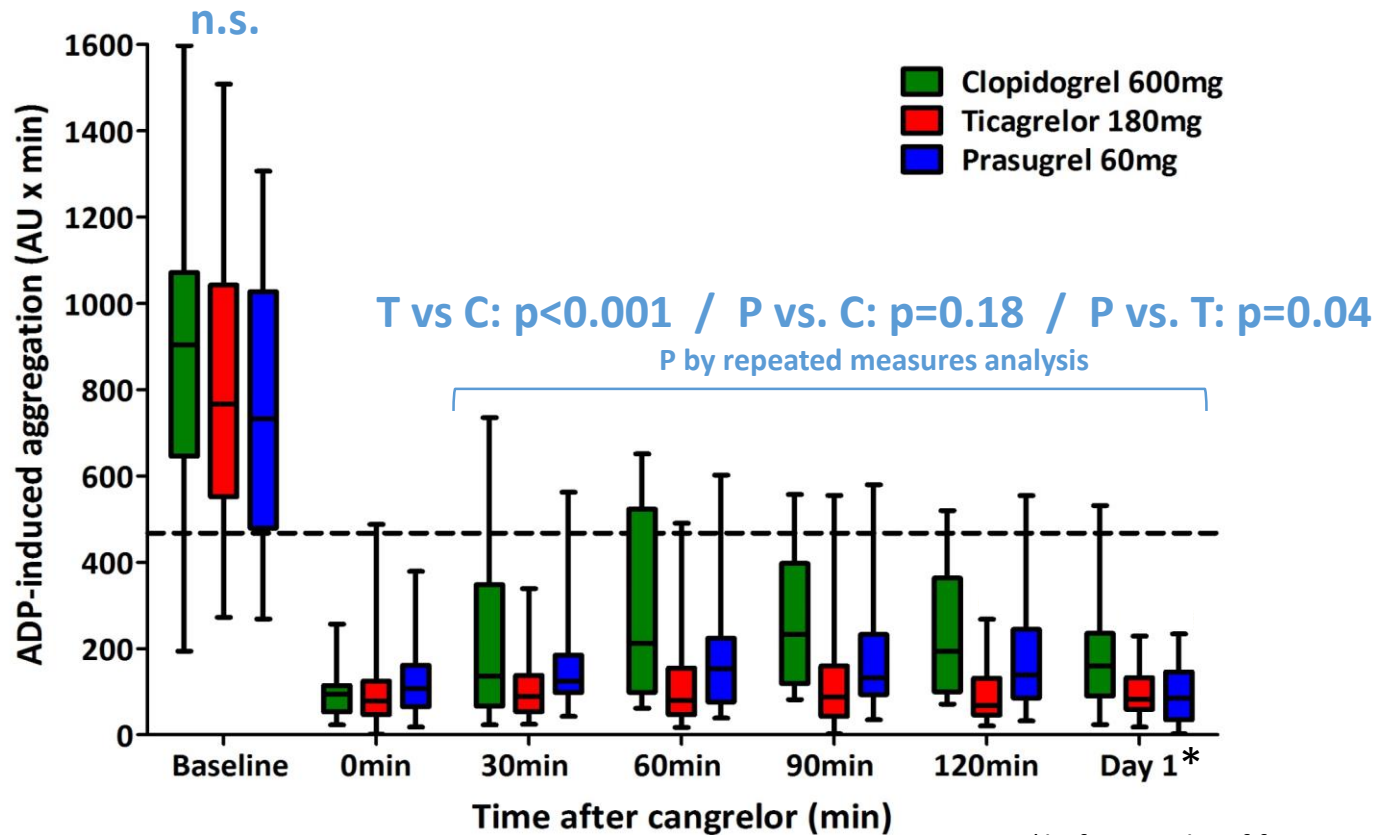 n.s.
1600
1400
1200
1000
800
600
400
200
0
ADP-induced aggregation (AU x min)
Clopidogrel 600mg
Ticagrelor 180mg
Prasugrel 60mg
T vs C: p<0.001 / P vs. C: p=0.18 / P vs. T: p=0.04
P by repeated measures analysis
Baseline 0min 30min 60min 90min 120min Day 1*
Time after cangrelor (min)